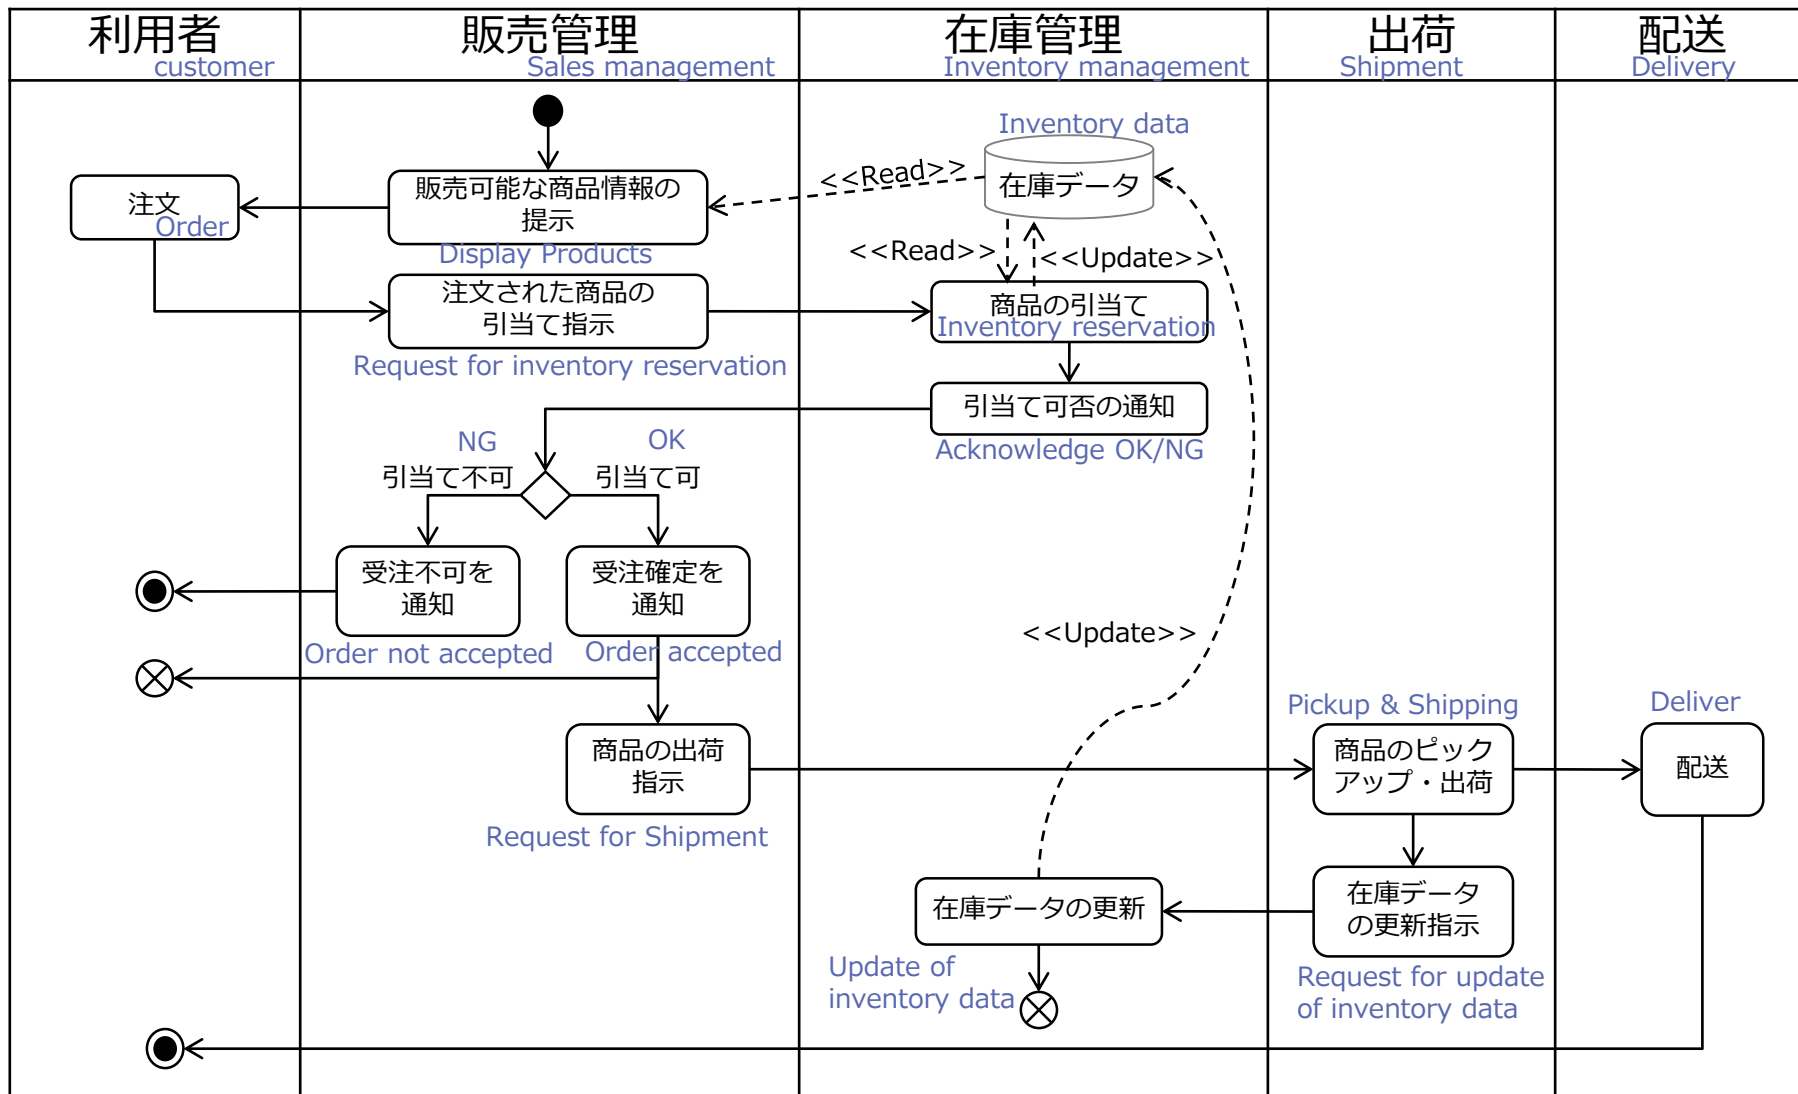 利用者
customer
販売管理
Sales management
在庫管理
Inventory management
出荷
Shipment
配送
Delivery
Inventory data
在庫データ
<<Read>>
販売可能な商品情報の
提示
Display Products
注文
Order
<<Read>>
<<Update>>
注文された商品の
引当て指示
Request for inventory reservation
商品の引当て
Inventory reservation
引当て可否の通知
Acknowledge OK/NG
NG
引当て不可
OK
引当て可
受注不可を
通知
Order not accepted
受注確定を
通知
Order accepted
<<Update>>
商品の出荷
指示
Request for Shipment
Pickup & Shipping
商品のピック
アップ・出荷
Deliver
配送
在庫データの更新
Update of
inventory data
在庫データ
の更新指示
Request for update
of inventory data